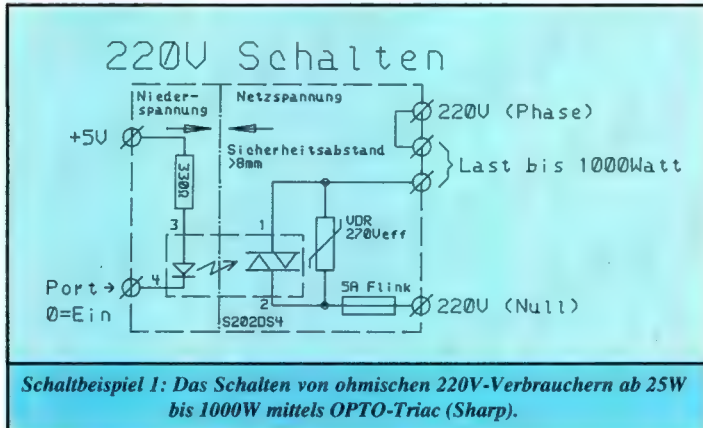 220V Schalten
Nieder-
spannung
Netzspannung
+5V
Sicherheitsabstand
>8mm
220V (Phase)
Last bis 1000Watt
330Ω
3
1
VDR
270Veff
4
2
Port→
0=Ein
S202DS4
5A Flink
220V (Null)
Schaltbeispiel 1: Das Schalten von ohmischen 220V-Verbrauchern ab 25W
bis 1000W mittels OPTO-Triac (Sharp).